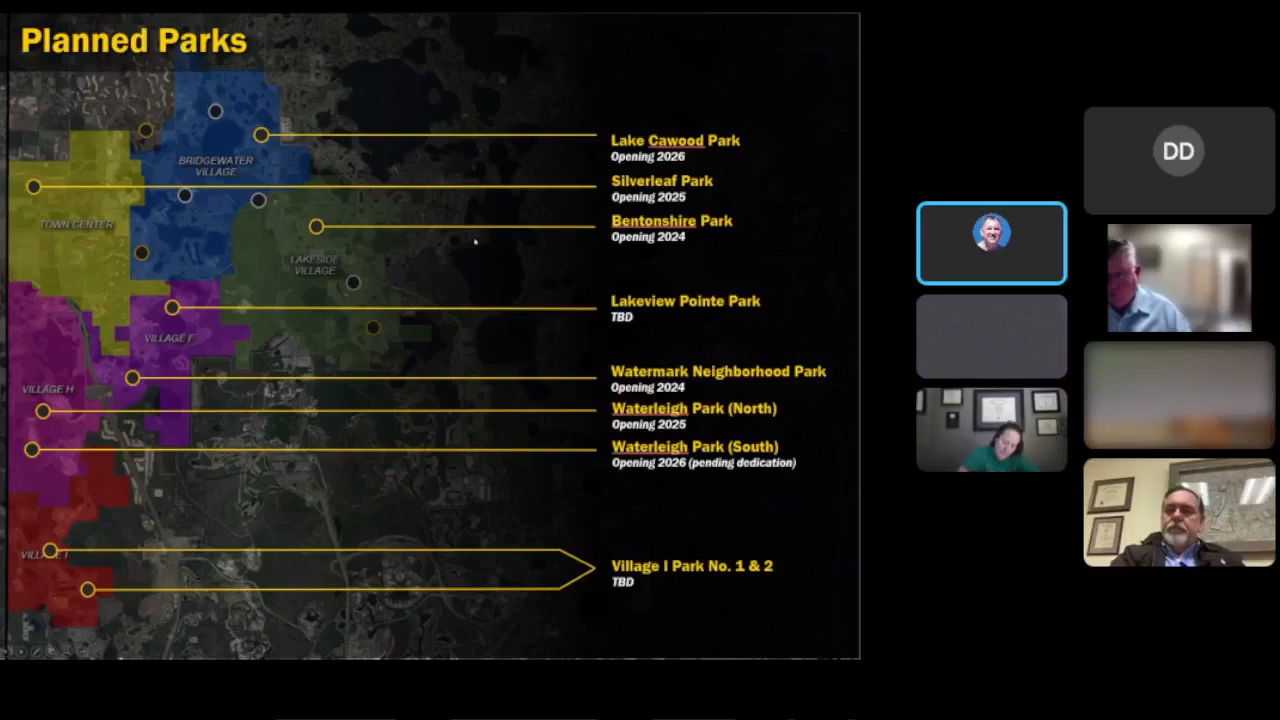 Planned Parks
BRIDGEWATER
VILLAGE
TOWN CENTER
LAKESIDE
VILLAGE
VILLAGE F
VILLAGE H
VILLAGE I
Lake Cawood Park
Opening 2026
Silverleaf Park
Opening 2025
Bentonshire Park
Opening 2024
Lakeview Pointe Park
TBD
Watermark Neighborhood Park
Opening 2024
Waterleigh Park (North)
Opening 2025
Waterleigh Park (South)
Opening 2026 (pending dedication)
Village I Park No. 1 & 2
TBD
DD